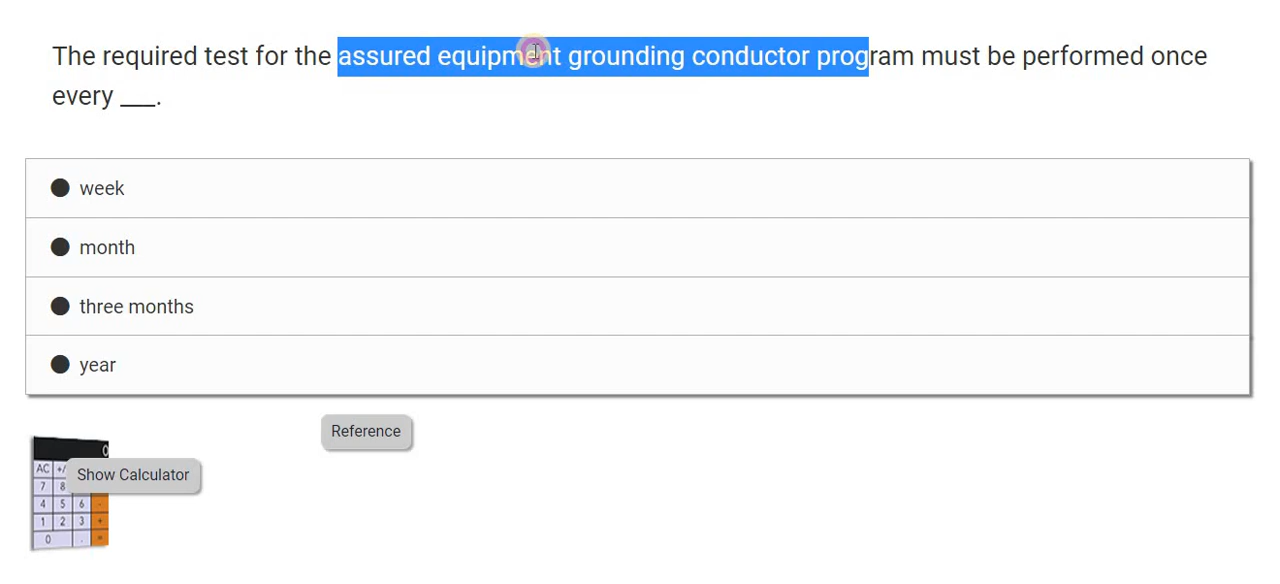 The required test for the assured equipment grounding conductor program must be performed once
every ___.
week
month
three months
year
Reference
0
AC +/
Show Calculator
7 8
4 5 6 -
1 2 3 +
0 . =